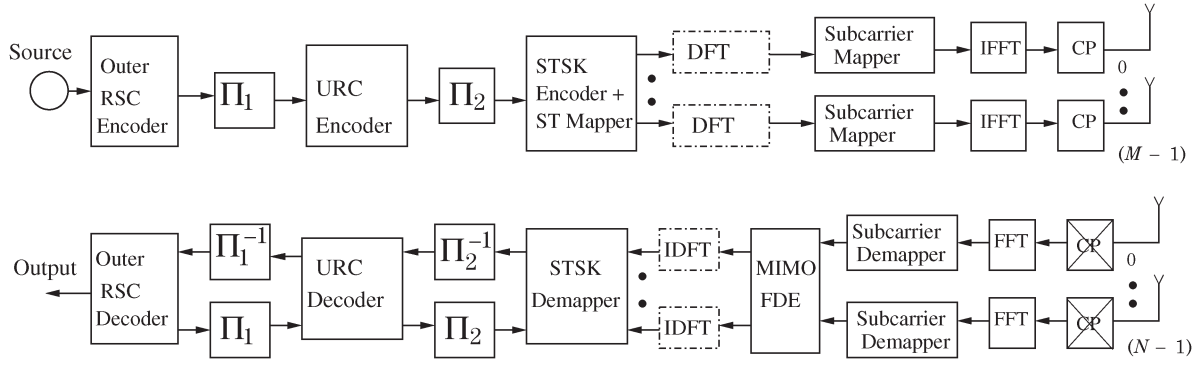 Source
Outer
RSC
Encoder
Π1
URC
Encoder
Π2
STSK
Encoder +
ST Mapper
DFT
Subcarrier
Mapper
IFFT
CP
0
DFT
Subcarrier
Mapper
IFFT
CP
(M − 1)
Output
Outer
RSC
Decoder
Π1^−1
Π1
URC
Decoder
Π2^−1
Π2
STSK
Demapper
IDFT
IDFT
MIMO
FDE
Subcarrier
Demapper
FFT
CP
0
Subcarrier
Demapper
FFT
CP
(N − 1)